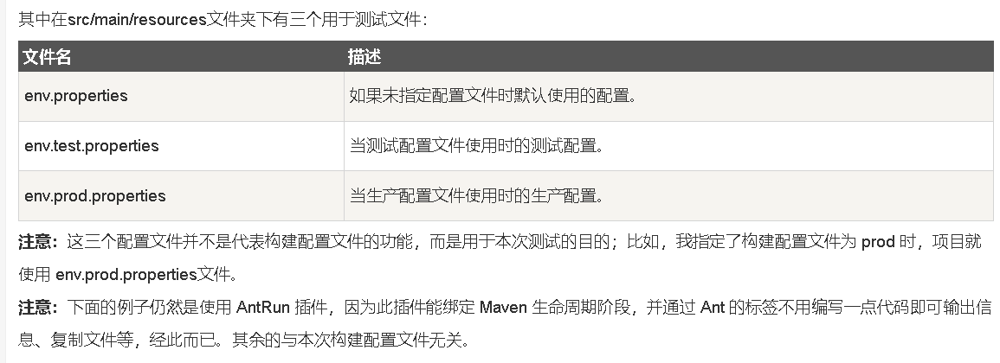 其中在src/main/resources文件夹下有三个用于测试文件：
文件名 描述
env.properties 如果未指定配置文件时默认使用的配置。
env.test.properties 当测试配置文件使用时的测试配置。
env.prod.properties 当生产配置文件使用时的生产配置。
注意：这三个配置文件并不是代表构建配置文件的功能，而是用于本次测试的目的；比如，我指定了构建配置文件为 prod 时，项目就
使用 env.prod.properties文件。
注意：下面的例子仍然是使用 AntRun 插件，因为此插件能绑定 Maven 生命周期阶段，并通过 Ant 的标签不用编写一点代码即可输出信
息、复制文件等，经此而已。其余的与本次构建配置文件无关。